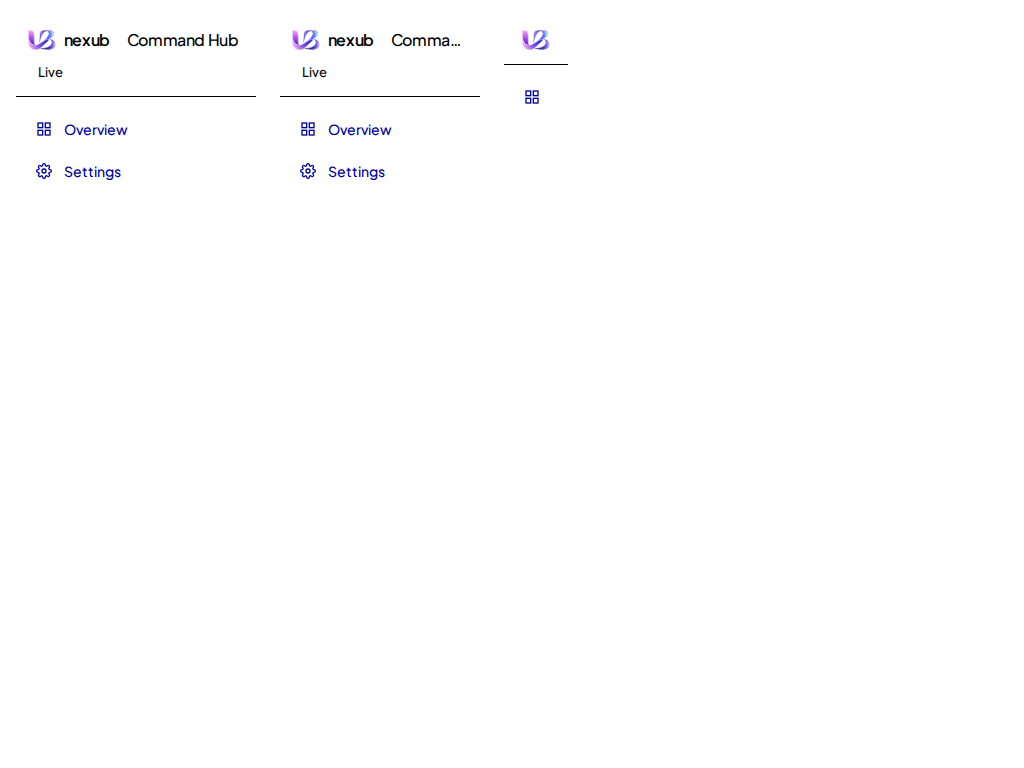 nexub Command Hub
Live
Overview
Settings
nexub Comma...
Live
Overview
Settings